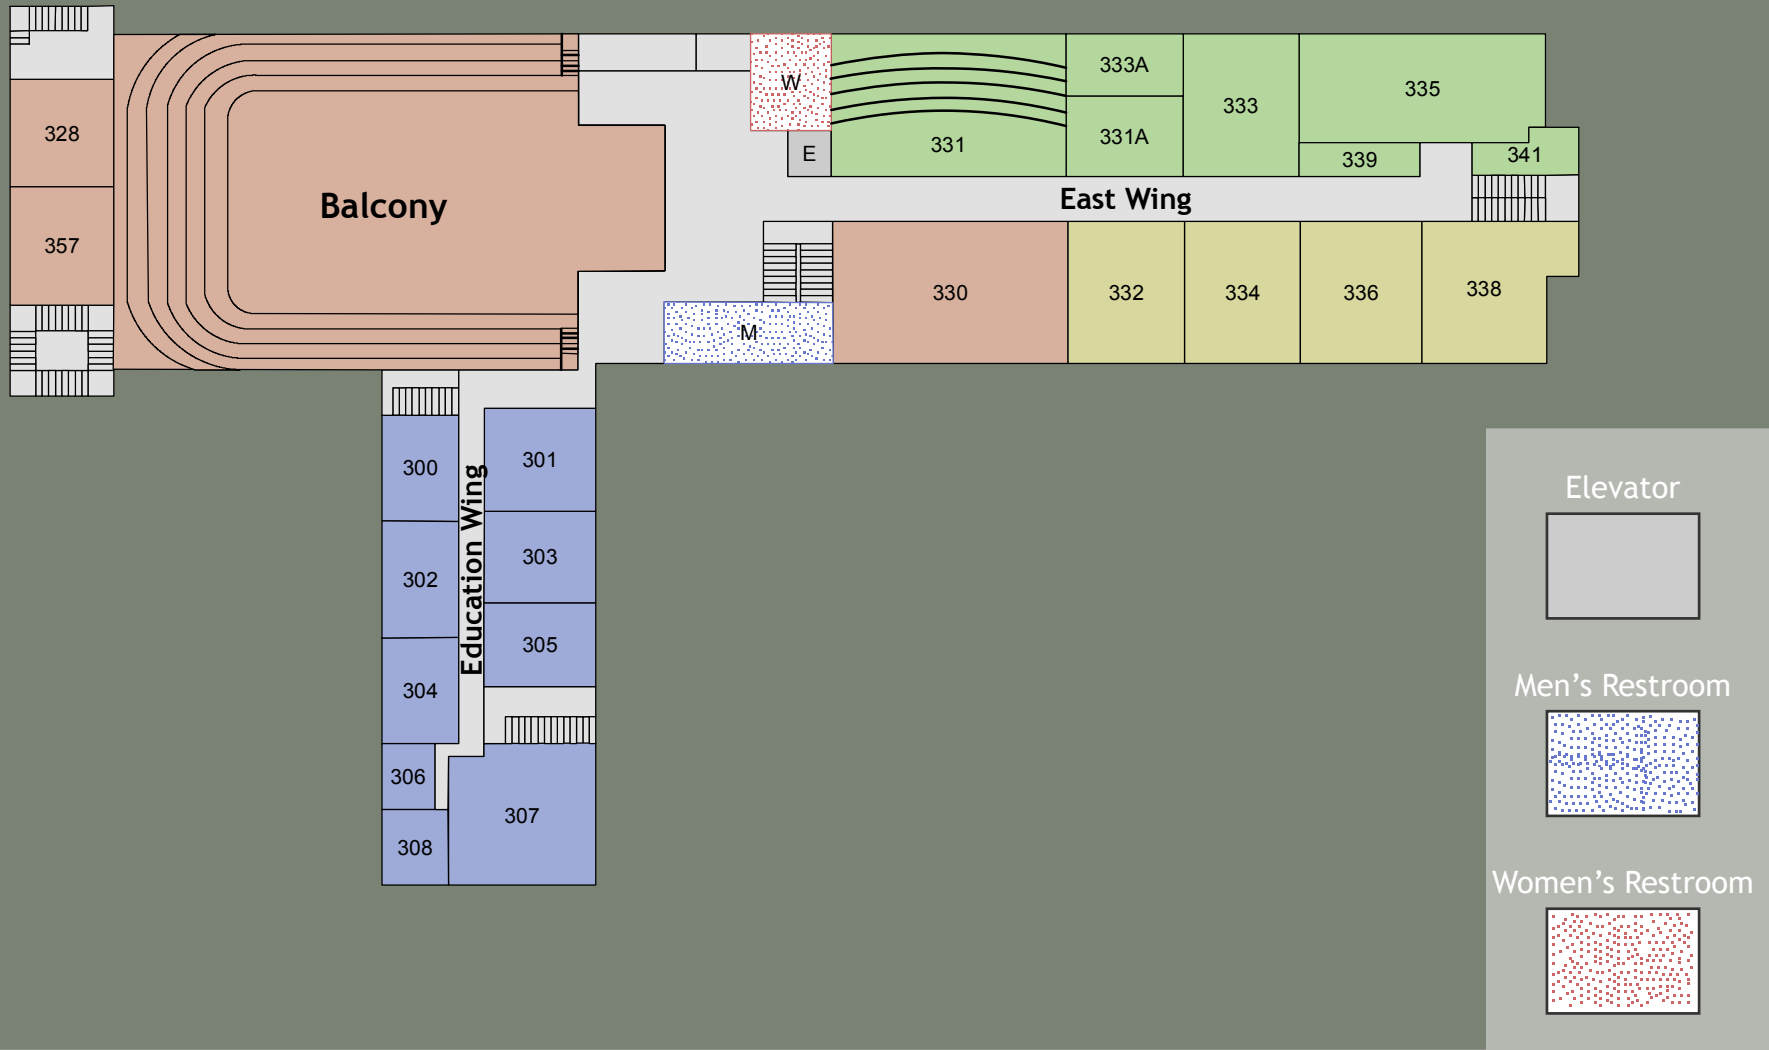 328
357
Balcony
W
E
331
333A
331A
333
335
339
341
East Wing
M
330
332
334
336
338
300
302
304
306
308
Education Wing
301
303
305
307
Elevator
Men’s Restroom
Women’s Restroom